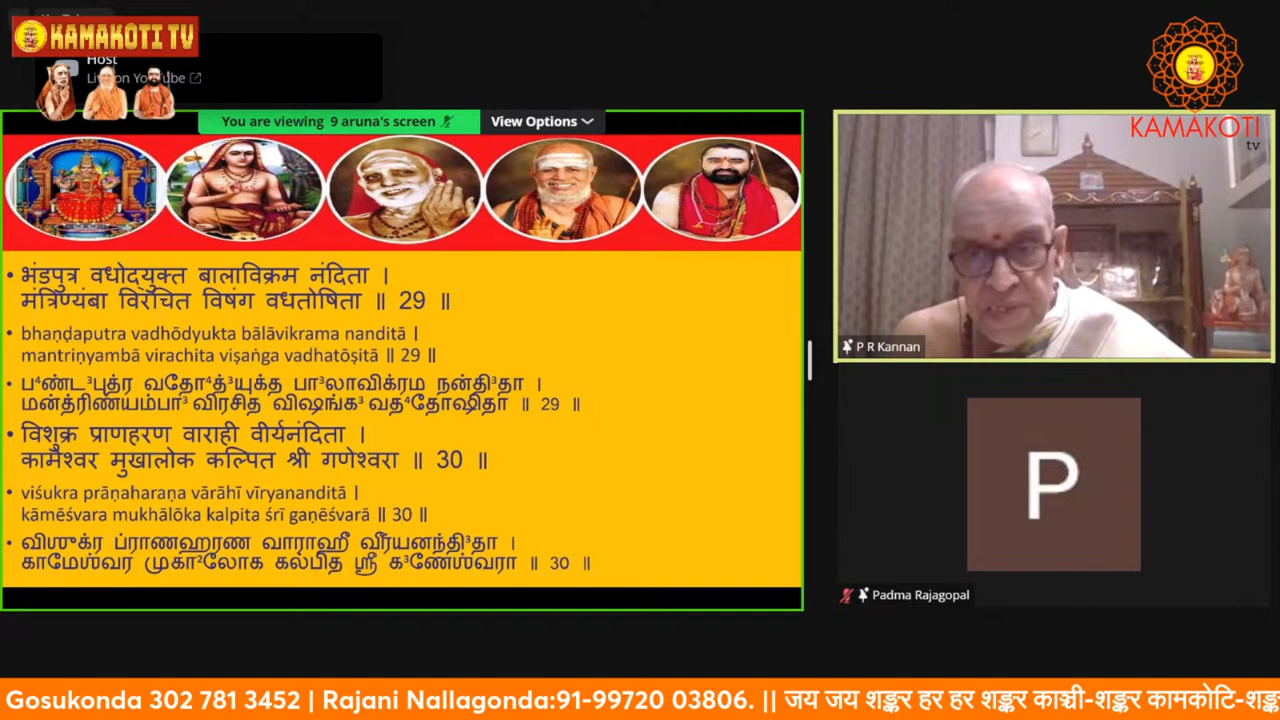 KAMAKOTI TV
Host
Live on YouTube
You are viewing 9 aruna's screen
View Options
KAMAKOTI
tv
• भंडपुत्र वधोद्युक्त बालाविक्रम नंदिता ।
मंत्रिण्यंबा विरचित विषंग वधतोषिता ॥ 29 ॥
• bhaṇḍaputra vadhōdyukta bālāvikrama nanditā |
mantriṇyambā virachita viṣaṅga vadhatōṣitā ॥ 29 ॥
• ப⁴ண்ட³புத்ர வதோ⁴த்³யுக்த பா³லாவிக்ரம நன்தி³தா ।
மன்த்ரிண்யம்பா³ விரசித விஷங்க³ வத⁴தோஷிதா ॥ 29 ॥
• विशुक्र प्राणहरण वाराही वीर्यनंदिता ।
कामेश्वर मुखालोक कल्पित श्री गणेश्वरा ॥ 30 ॥
• viśukra prāṇaharaṇa vārāhī vīryananditā |
kāmēśvara mukhālōka kalpita śrī gaṇēśvarā ॥ 30 ॥
• விஶுக்ர ப்ராணஹரண வாராஹீ வீர்யனந்தி³தா ।
காமேஶ்வர முகா²லோக கல்பித ஶ்ரீ க³ணேஶ்வரா ॥ 30 ॥
P R Kannan
P
Padma Rajagopal
Gosukonda 302 781 3452 | Rajani Nallagonda:91-99720 03806. || जय जय शङ्कर हर हर शङ्कर काञ्ची-शङ्कर कामकोटि-शङ्क